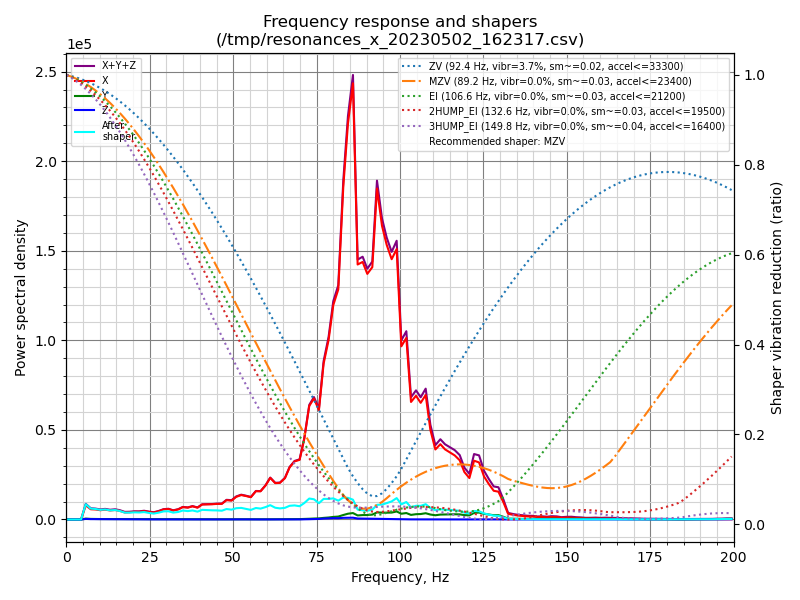 Frequency response and shapers
(/tmp/resonances_x_20230502_162317.csv)
1e5
X+Y+Z
X
Y
Z
After
shaper
ZV (92.4 Hz, vibr=3.7%, sm~=0.02, accel<=33300)
MZV (89.2 Hz, vibr=0.0%, sm~=0.03, accel<=23400)
EI (106.6 Hz, vibr=0.0%, sm~=0.03, accel<=21200)
2HUMP_EI (132.6 Hz, vibr=0.0%, sm~=0.03, accel<=19500)
3HUMP_EI (149.8 Hz, vibr=0.0%, sm~=0.04, accel<=16400)
Recommended shaper: MZV
Power spectral density
2.5
2.0
1.5
1.0
0.5
0.0
1.0
0.8
0.6
0.4
0.2
0.0
Shaper vibration reduction (ratio)
0 25 50 75 100 125 150 175 200
Frequency, Hz